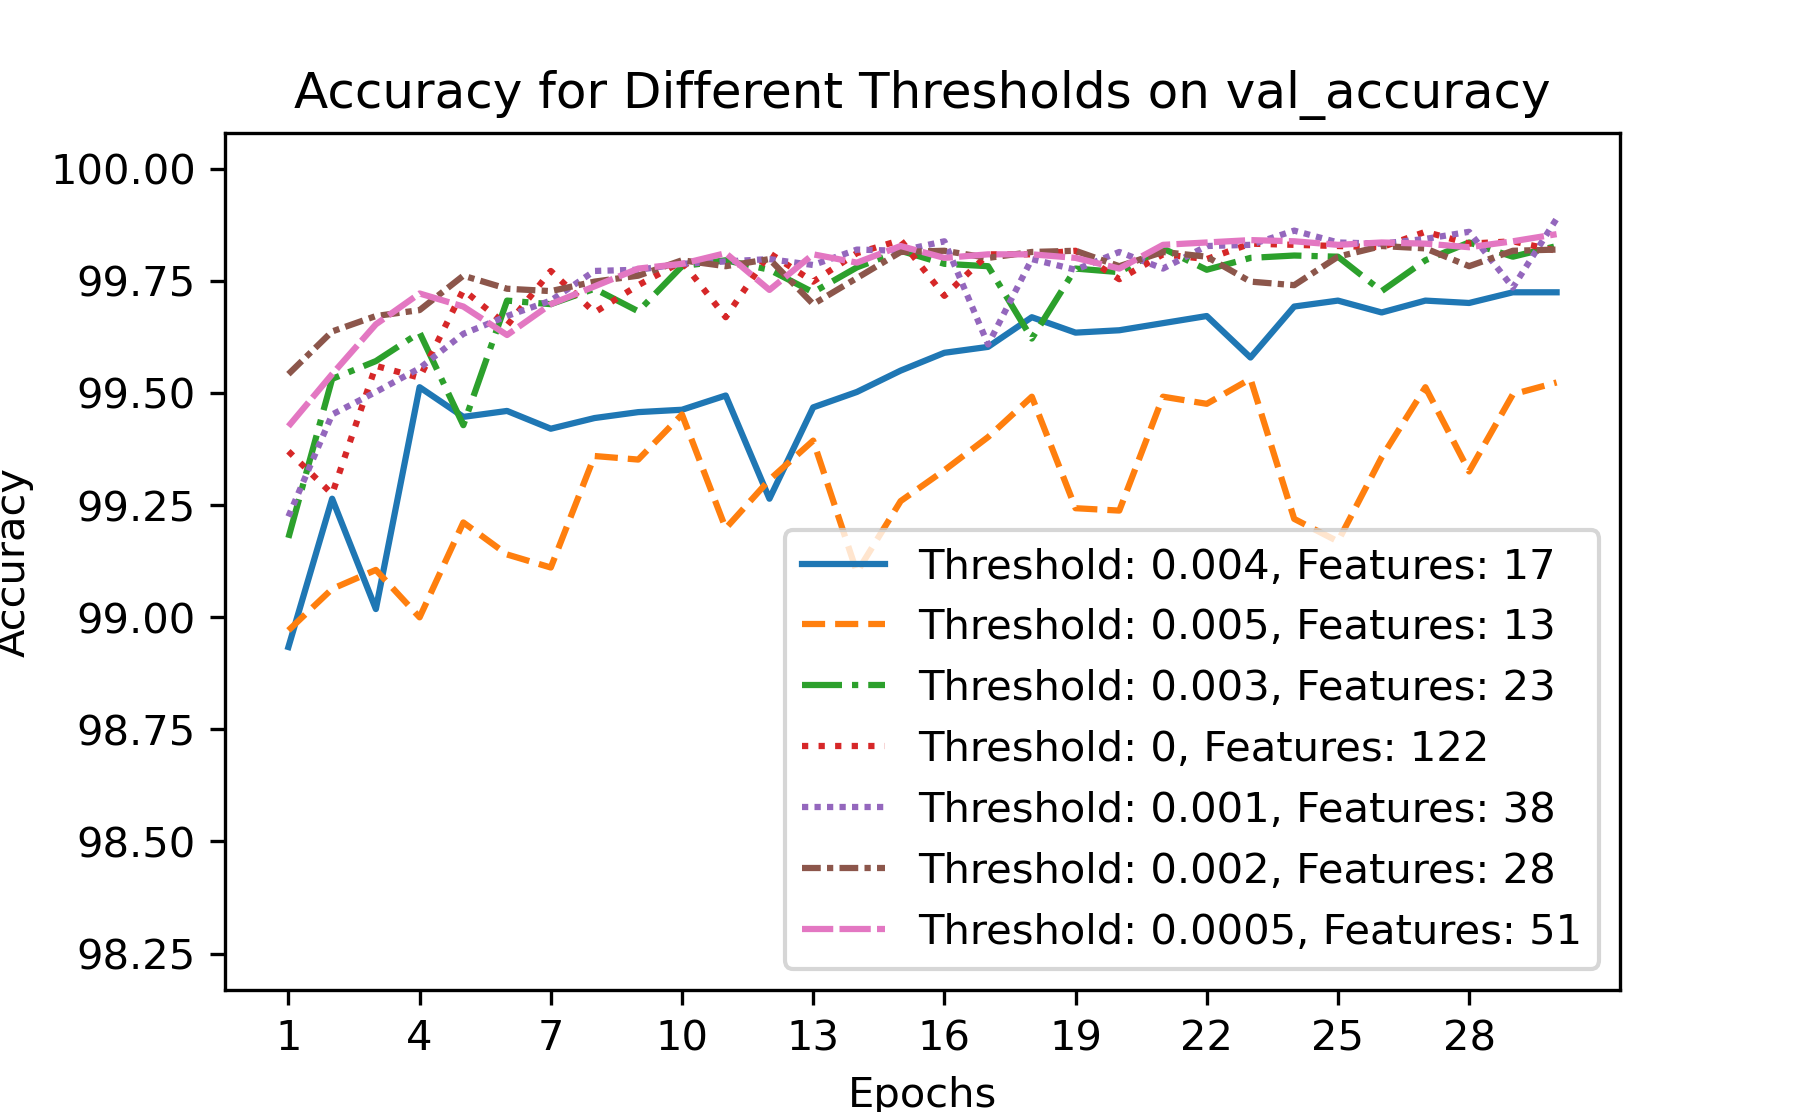 Accuracy for Different Thresholds on val_accuracy
100.00
99.75
99.50
99.25
99.00
98.75
98.50
98.25
Accuracy
Threshold: 0.004, Features: 17
Threshold: 0.005, Features: 13
Threshold: 0.003, Features: 23
Threshold: 0, Features: 122
Threshold: 0.001, Features: 38
Threshold: 0.002, Features: 28
Threshold: 0.0005, Features: 51
1 4 7 10 13 16 19 22 25 28
Epochs